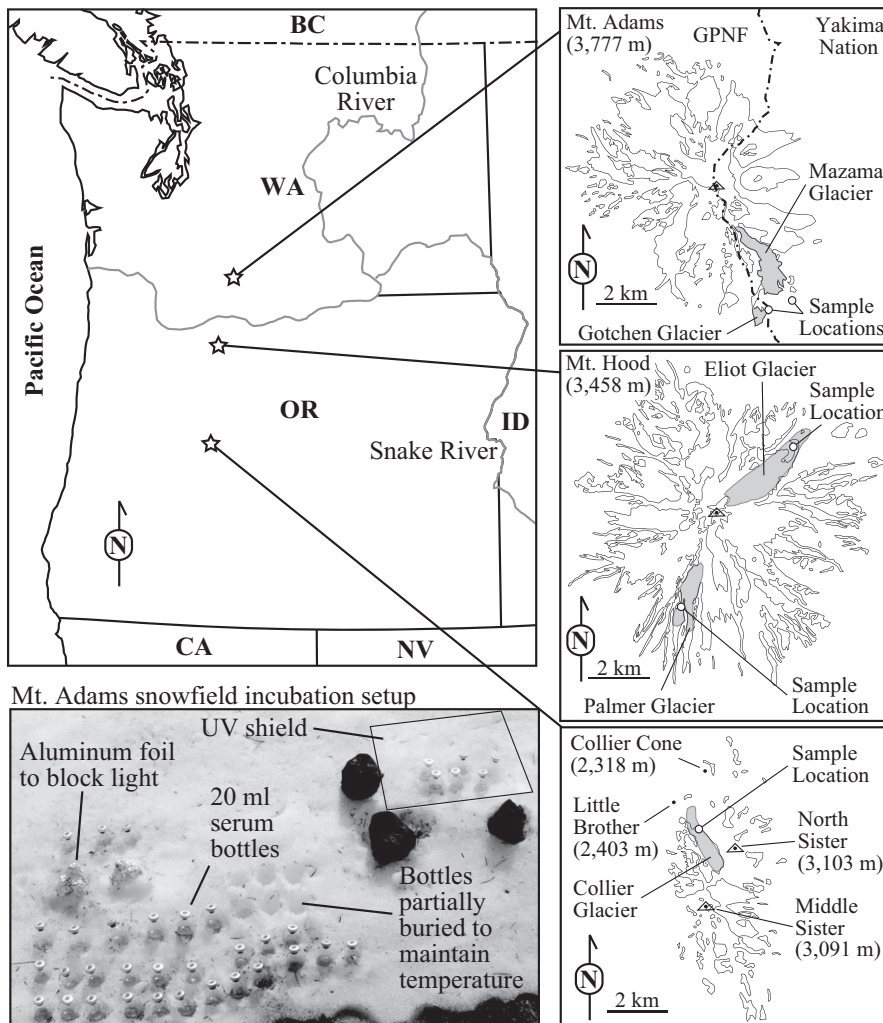 BC
Columbia
River
WA
Pacific Ocean
OR
ID
Snake River
N
CA
NV
Mt. Adams
(3,777 m)
GPNF
Yakima
Nation
Mazama
Glacier
N
2 km
Sample
Locations
Gotchen Glacier
Mt. Hood
(3,458 m)
Eliot Glacier
Sample
Location
N
2 km
Palmer Glacier
Sample
Location
Collier Cone
(2,318 m)
Sample
Location
Little
Brother
(2,403 m)
North
Sister
(3,103 m)
Collier
Glacier
Middle
Sister
(3,091 m)
N
2 km
Mt. Adams snowfield incubation setup
UV shield
Aluminum foil
to block light
20 ml
serum
bottles
Bottles
partially
buried to
maintain
temperature